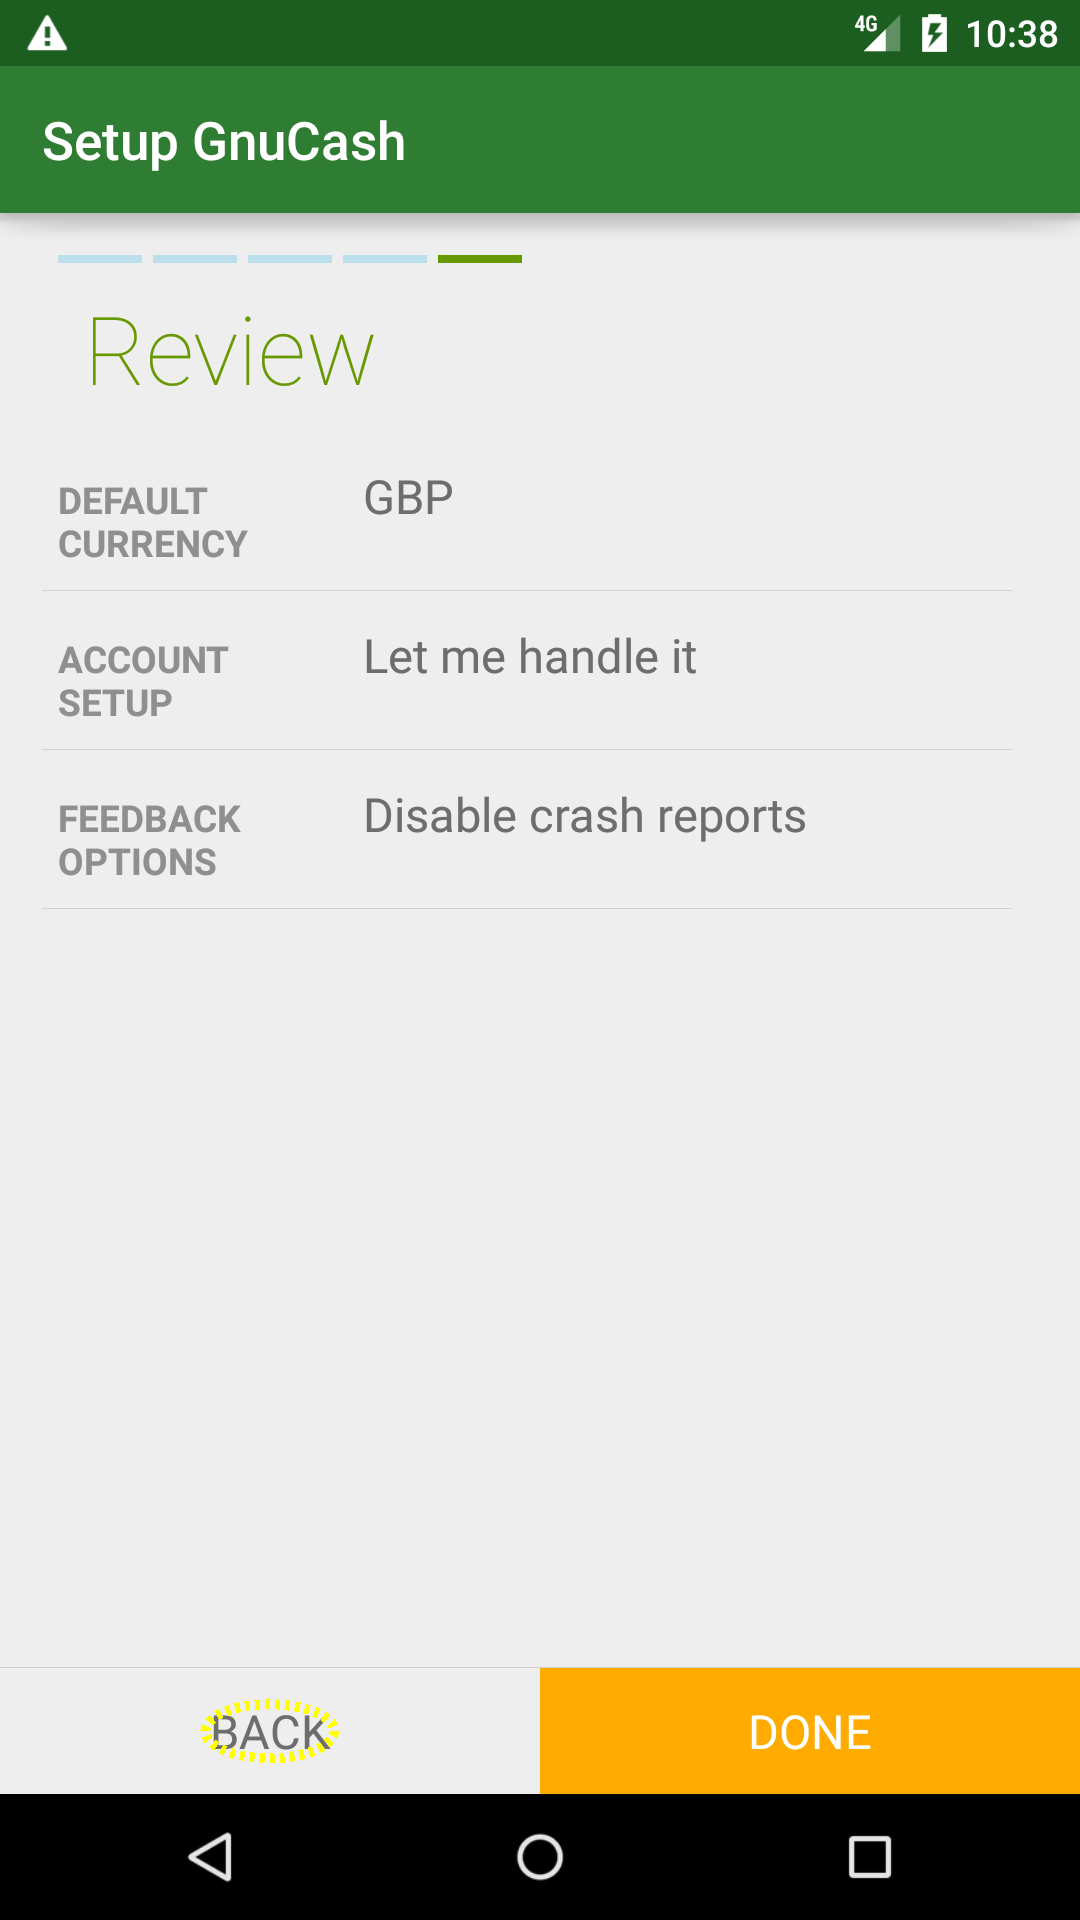 4G 10:38
Setup GnuCash
Review
DEFAULT CURRENCY
GBP
ACCOUNT SETUP
Let me handle it
FEEDBACK OPTIONS
Disable crash reports
BACK
DONE